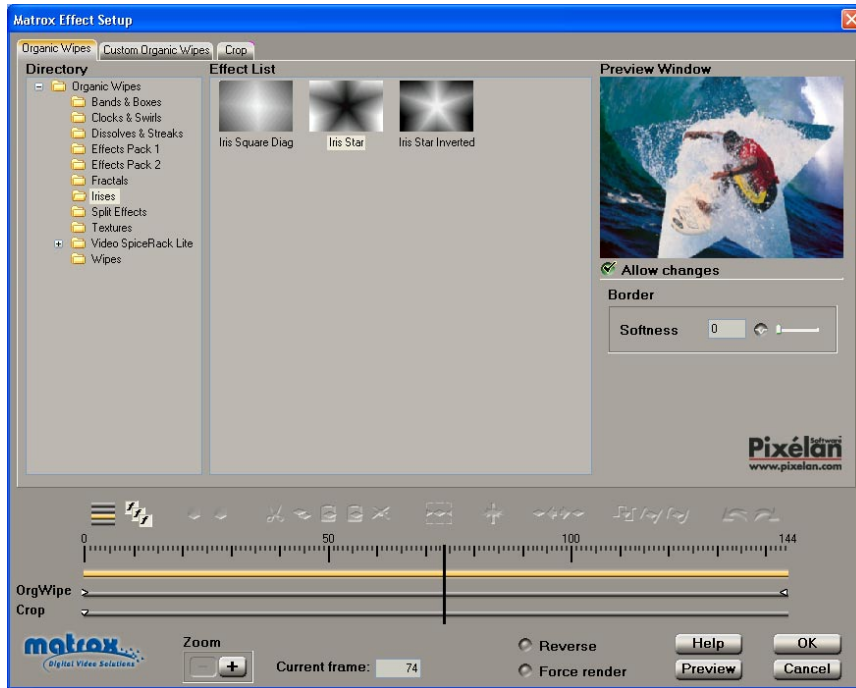 Matrox Effect Setup
Organic Wipes Custom Organic Wipes Crop
Directory Effect List Preview Window
Organic Wipes
Bands & Boxes
Clocks & Swirls
Dissolves & Streaks
Effects Pack 1
Effects Pack 2
Fractals
Irises
Split Effects
Textures
Video SpiceRack Lite
Wipes
Iris Square Diag Iris Star Iris Star Inverted
Allow changes
Border
Softness 0
Pixélan Software
www.pixelan.com
0 50 100 144
OrgWipe
Crop
matrox
Digital Video Solutions
Zoom
Current frame: 74
Reverse
Force render
Help OK
Preview Cancel